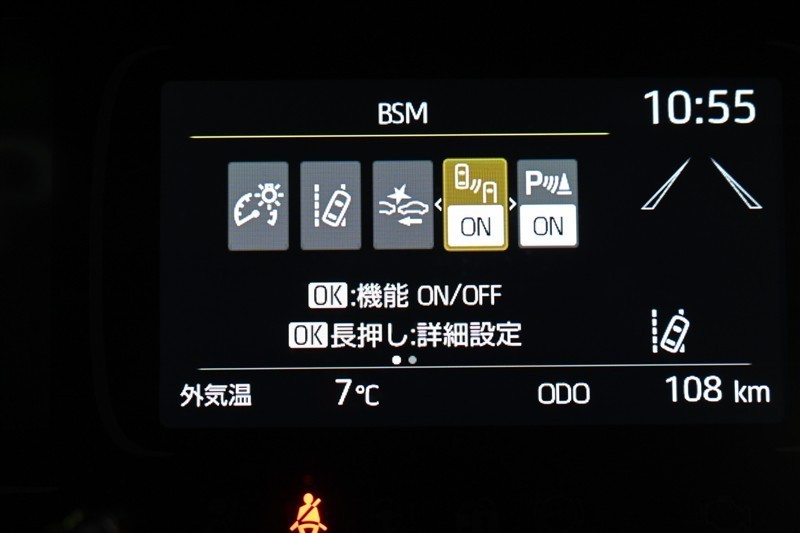 BSM
10:55
ON
P ON
OK:機能 ON/OFF
OK長押し:詳細設定
外気温 7℃ ODO 108 km